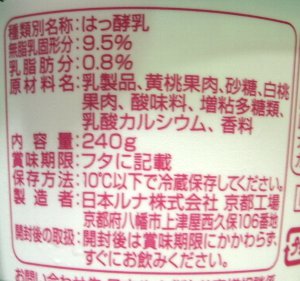 種類別名称:はっ酵乳
無脂乳固形分:9.5%
乳脂肪分:0.8%
原材料名:乳製品、黄桃果肉、砂糖、白桃
果肉、酸味料、増粘多糖類、
乳酸カルシウム、香料
内容量:240g
賞味期限:フタに記載
保存方法:10℃以下で冷蔵保存してください。
製造者:日本ルナ株式会社 京都工場
京都府八幡市上津屋西久保106番地
開封後の取扱:開封後は賞味期限にかかわらず、
すぐにお飲みください。